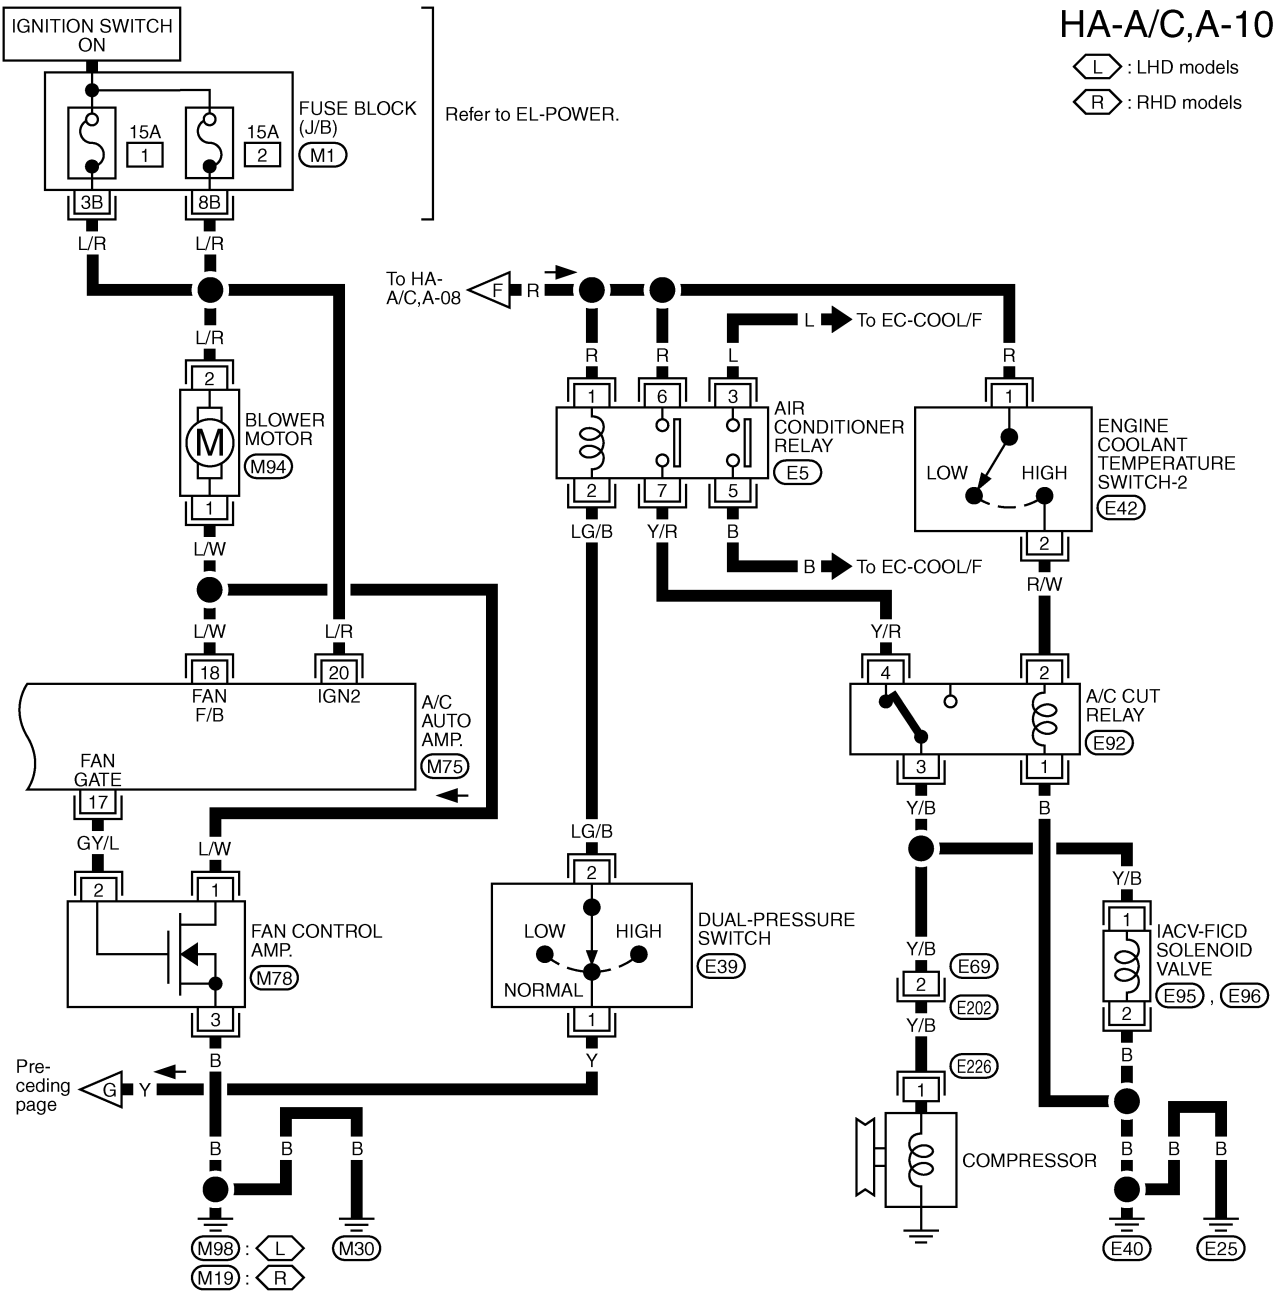 HA-A/C,A-10
L : LHD models
R : RHD models
IGNITION SWITCH
ON
FUSE BLOCK
(J/B)
M1
15A
1
15A
2
3B
8B
Refer to EL-POWER.
L/R
L/R
L/R
2
BLOWER
MOTOR
M94
M
1
L/W
L/W
L/R
18
20
FAN
F/B
IGN2
A/C
AUTO
AMP.
M75
FAN
GATE
17
GY/L
L/W
2
1
FAN CONTROL
AMP.
M78
3
B
Pre-
ceding
page
G
Y
B
B
B
M98 : L
M19 : R
M30
To HA-
A/C,A-08
F
R
L
To EC-COOL/F
R
R
L
R
1
6
3
1
AIR
CONDITIONER
RELAY
E5
2
7
5
LG/B
Y/R
B
B
To EC-COOL/F
ENGINE
COOLANT
TEMPERATURE
SWITCH-2
E42
LOW
HIGH
2
R/W
Y/R
4
2
A/C CUT
RELAY
E92
3
1
Y/B
B
LG/B
2
LOW
HIGH
NORMAL
DUAL-PRESSURE
SWITCH
E39
1
Y
Y/B
1
IACV-FICD
SOLENOID
VALVE
E95 , E96
2
B
Y/B
E69
2
E202
Y/B
E226
1
COMPRESSOR
B
B
B
E40
E25